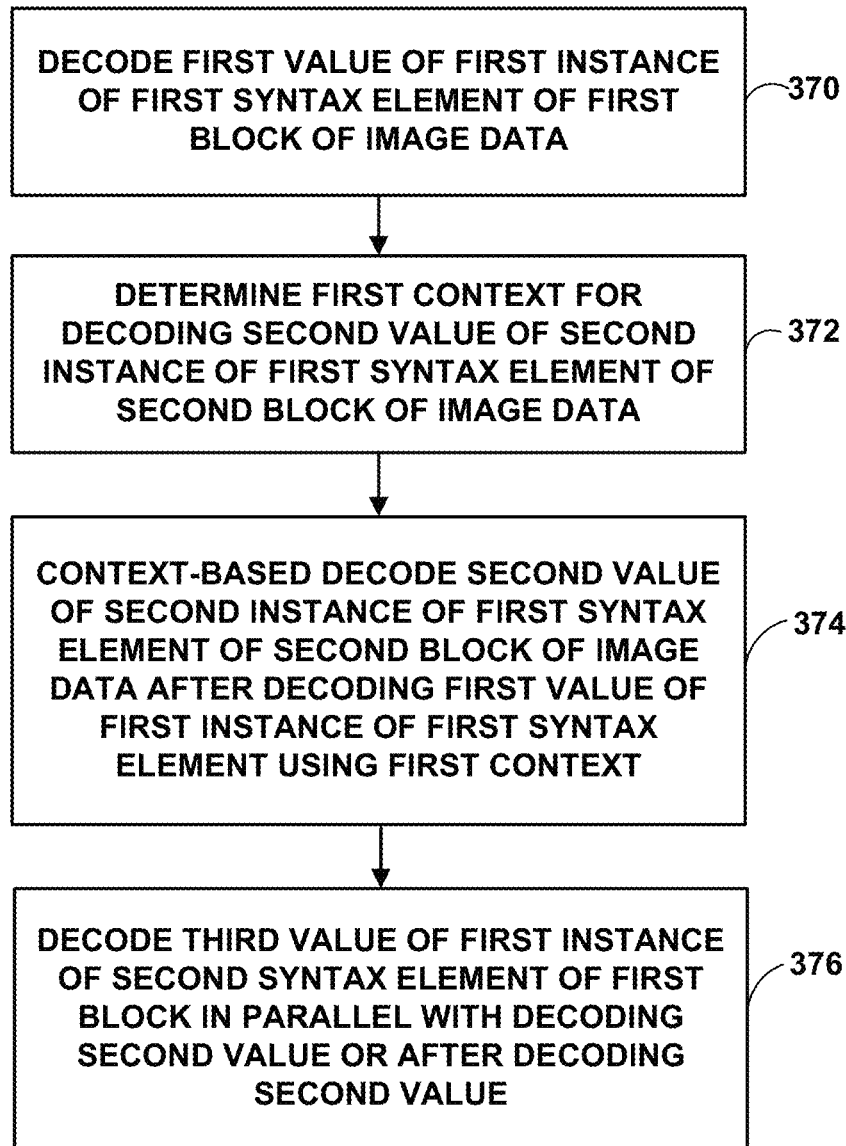 DECODE FIRST VALUE OF FIRST INSTANCE
OF FIRST SYNTAX ELEMENT OF FIRST
BLOCK OF IMAGE DATA
370
DETERMINE FIRST CONTEXT FOR
DECODING SECOND VALUE OF SECOND
INSTANCE OF FIRST SYNTAX ELEMENT OF
SECOND BLOCK OF IMAGE DATA
372
CONTEXT-BASED DECODE SECOND VALUE
OF SECOND INSTANCE OF FIRST SYNTAX
ELEMENT OF SECOND BLOCK OF IMAGE
DATA AFTER DECODING FIRST VALUE OF
FIRST INSTANCE OF FIRST SYNTAX
ELEMENT USING FIRST CONTEXT
374
DECODE THIRD VALUE OF FIRST INSTANCE
OF SECOND SYNTAX ELEMENT OF FIRST
BLOCK IN PARALLEL WITH DECODING
SECOND VALUE OR AFTER DECODING
SECOND VALUE
376